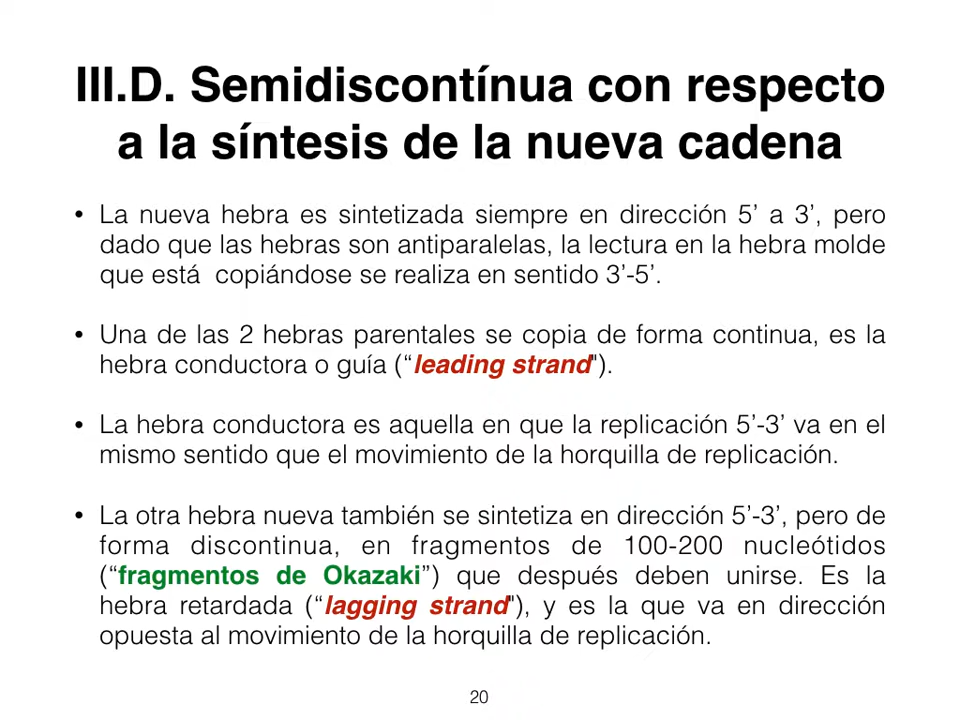 III.D. Semidiscontínua con respecto
a la síntesis de la nueva cadena
• La nueva hebra es sintetizada siempre en dirección 5’ a 3’, pero
dado que las hebras son antiparalelas, la lectura en la hebra molde
que está  copiándose se realiza en sentido 3’-5’.
• Una de las 2 hebras parentales se copia de forma continua, es la
hebra conductora o guía (“leading strand").
• La hebra conductora es aquella en que la replicación 5’-3’ va en el
mismo sentido que el movimiento de la horquilla de replicación.
• La otra hebra nueva también se sintetiza en dirección 5’-3’, pero de
forma discontinua, en fragmentos de 100-200 nucleótidos
(“fragmentos de Okazaki”) que después deben unirse. Es la
hebra retardada (“lagging strand"), y es la que va en dirección
opuesta al movimiento de la horquilla de replicación.
20